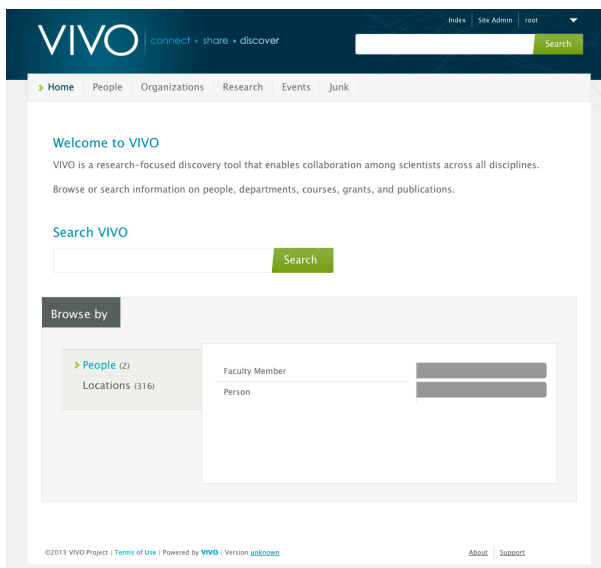 Index | Site Admin | root
VIVO connect • share • discover
Search
Home People Organizations Research Events Junk
Welcome to VIVO
VIVO is a research-focused discovery tool that enables collaboration among scientists across all disciplines.
Browse or search information on people, departments, courses, grants, and publications.
Search VIVO
Search
Browse by
People (2)
Locations (316)
Faculty Member
Person
©2013 VIVO Project | Terms of Use | Powered by VIVO | Version unknown
About | Support